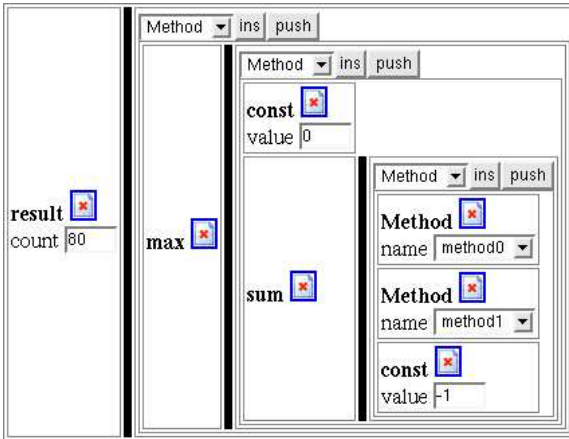 Method ins push
Method ins push
const
value 0
Method ins push
Method
name method0
result
count 80
max
sum
Method
name method1
const
value -1